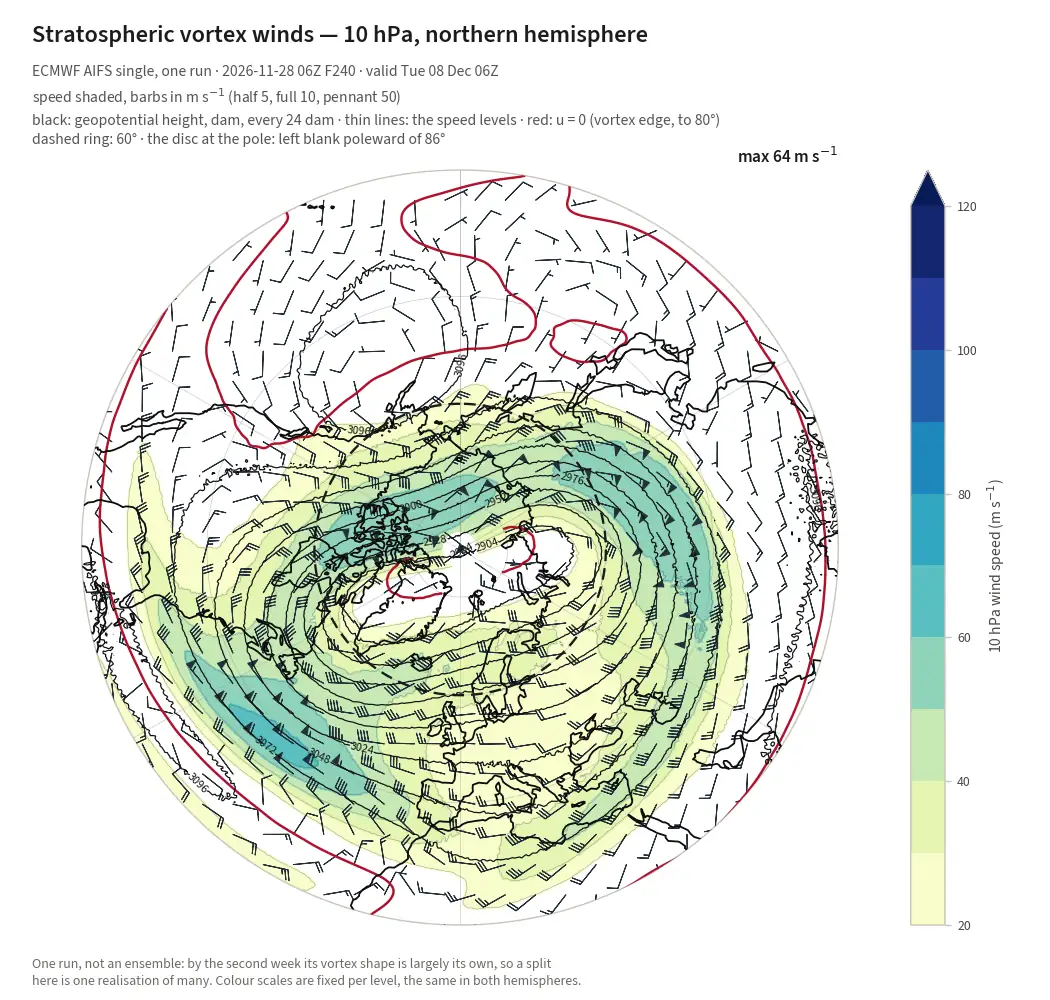 Stratospheric vortex winds — 10 hPa, northern hemisphere
ECMWF AIFS single, one run · 2026-11-28 06Z F240 · valid Tue 08 Dec 06Z
speed shaded, barbs in m s⁻¹ (half 5, full 10, pennant 50)
black: geopotential height, dam, every 24 dam · thin lines: the speed levels · red: u = 0 (vortex edge, to 80°)
dashed ring: 60° · the disc at the pole: left blank poleward of 86°
max 64 m s⁻¹
120
100
80
60
40
20
10 hPa wind speed (m s⁻¹)
3096
3096
2976
2952
2904
3024
3048
3072
3096
One run, not an ensemble: by the second week its vortex shape is largely its own, so a split
here is one realisation of many. Colour scales are fixed per level, the same in both hemispheres.